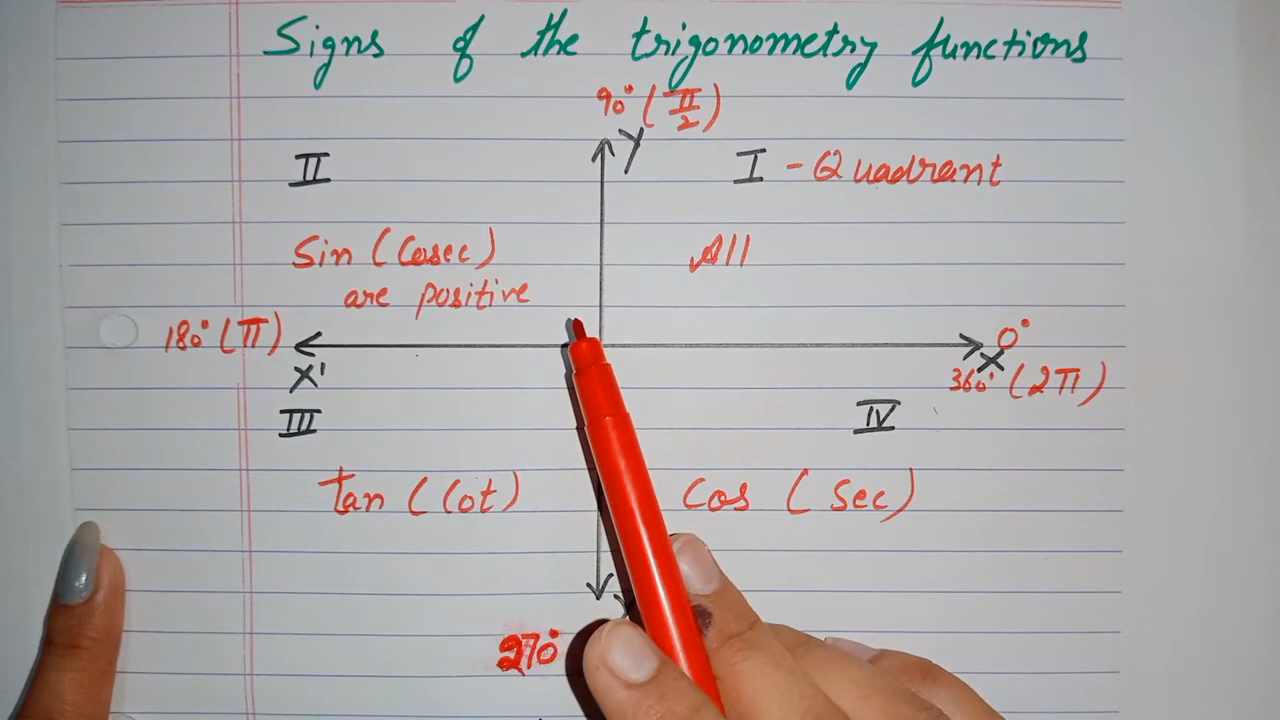 Signs of the trigonometry functions
90° (π/2)
y
II
I - Quadrant
Sin (Cosec)
are positive
All
180° (π)
0°
X'
X
360° (2π)
III
IV
tan (Cot)
Cos (Sec)
270°